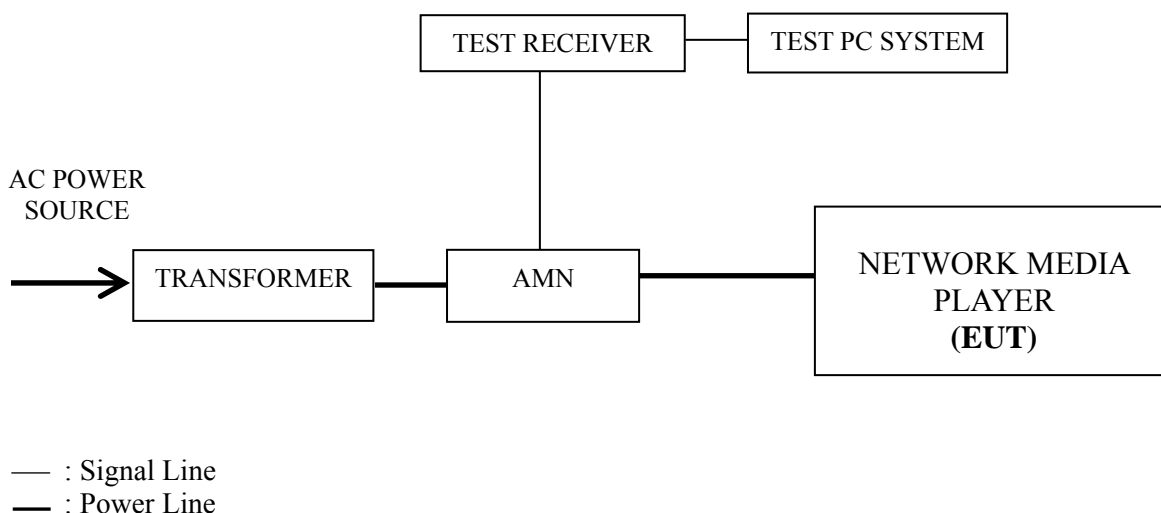 TEST RECEIVER
TEST PC SYSTEM
AC POWER
SOURCE
TRANSFORMER
AMN
NETWORK MEDIA
PLAYER
(EUT)
: Signal Line
: Power Line